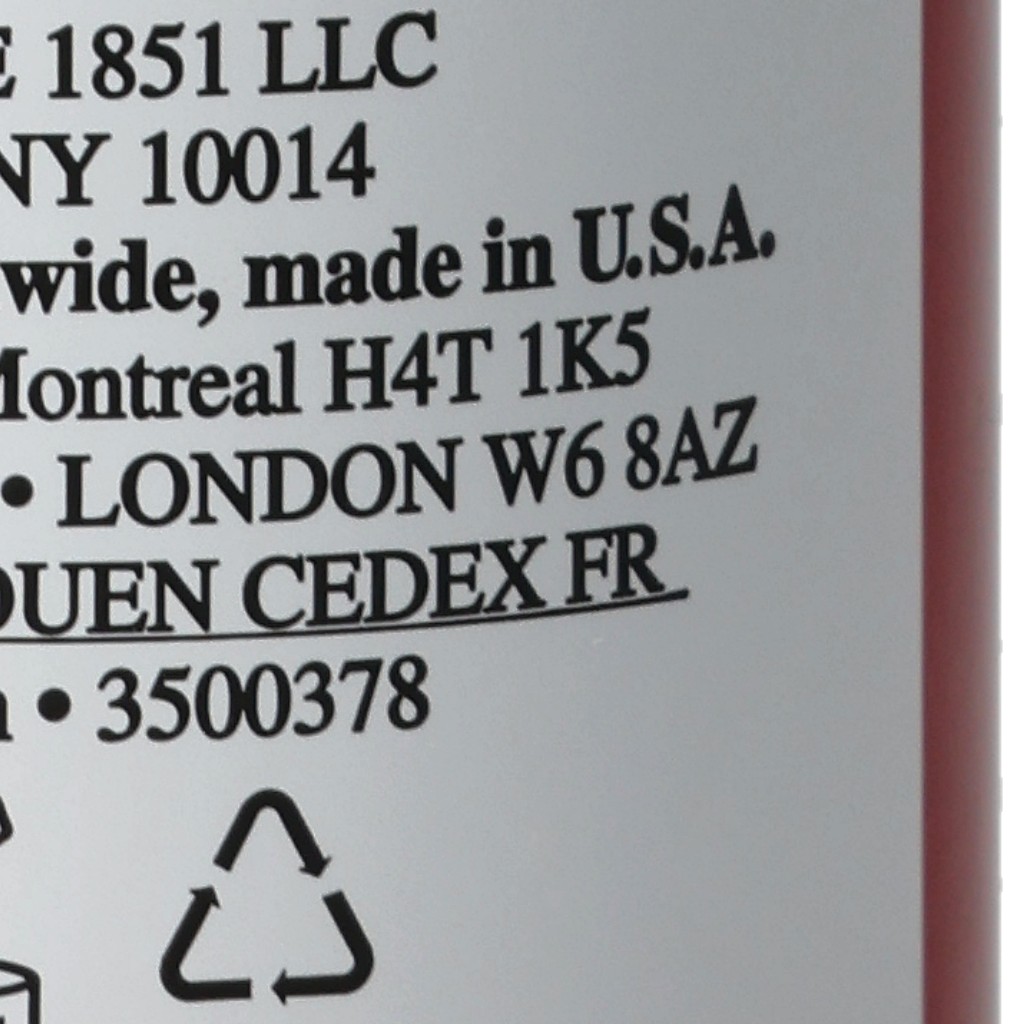 E 1851 LLC
NY 10014
wide, made in U.S.A.
Montreal H4T 1K5
• LONDON W6 8AZ
OUEN CEDEX FR
• 3500378